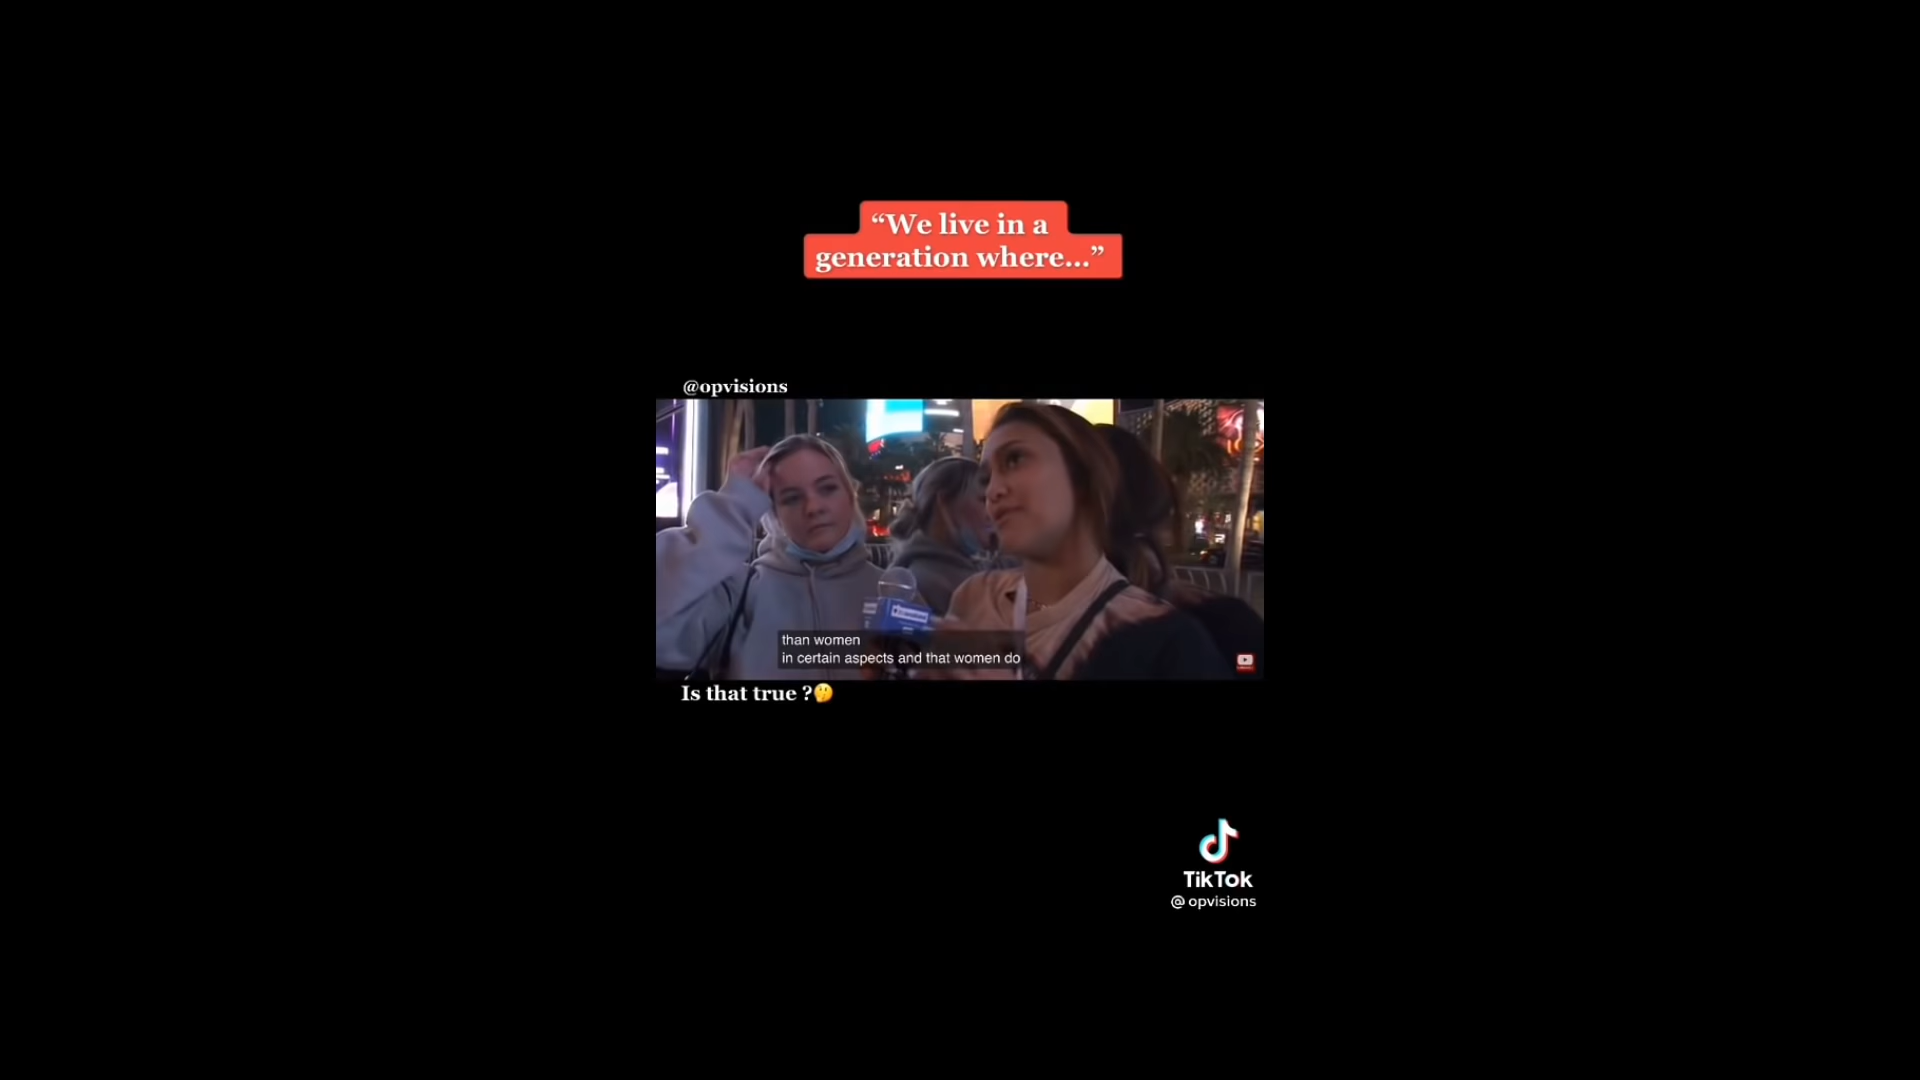 “We live in a
generation where...”
@opvisions
than women
in certain aspects and that women do
Is that true ?🤔
TikTok
@opvisions